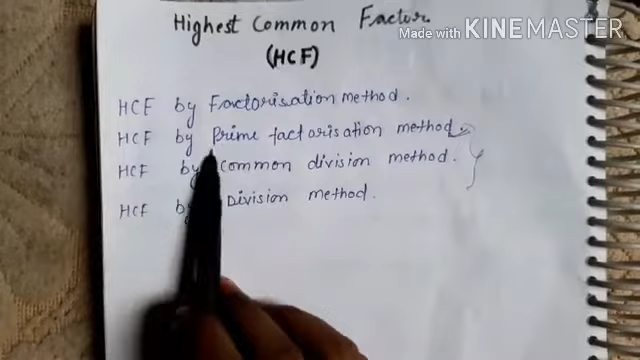 Highest Common Factor
(HCF)
Made with KINEMASTER
HCF by Factorisation method.
HCF by Prime factorisation method
HCF by common division method.
HCF by Division method.